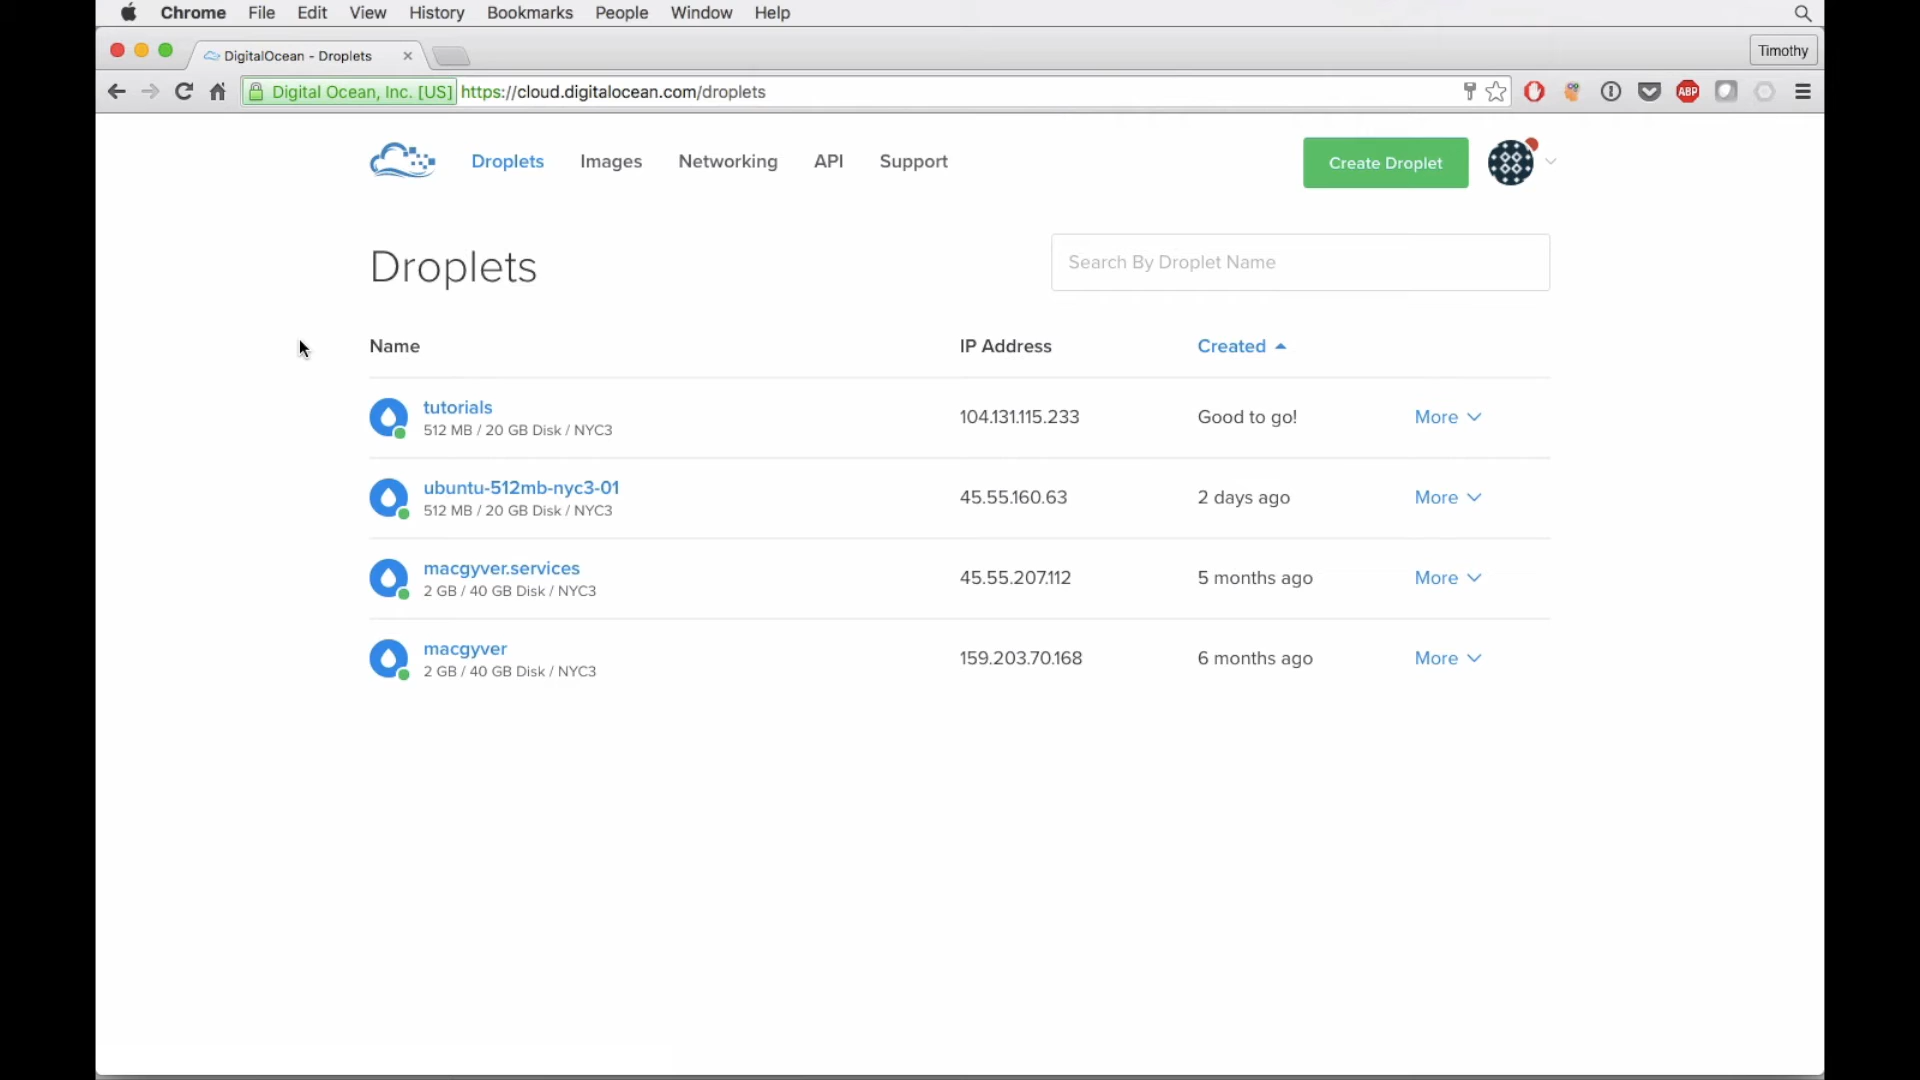 Chrome File Edit View History Bookmarks People Window Help
DigitalOcean - Droplets
Timothy
Digital Ocean, Inc. [US] https://cloud.digitalocean.com/droplets
ABP
Droplets Images Networking API Support Create Droplet
Droplets
Search By Droplet Name
Name IP Address Created
tutorials
512 MB / 20 GB Disk / NYC3
104.131.115.233 Good to go! More
ubuntu-512mb-nyc3-01
512 MB / 20 GB Disk / NYC3
45.55.160.63 2 days ago More
macgyver.services
2 GB / 40 GB Disk / NYC3
45.55.207.112 5 months ago More
macgyver
2 GB / 40 GB Disk / NYC3
159.203.70.168 6 months ago More